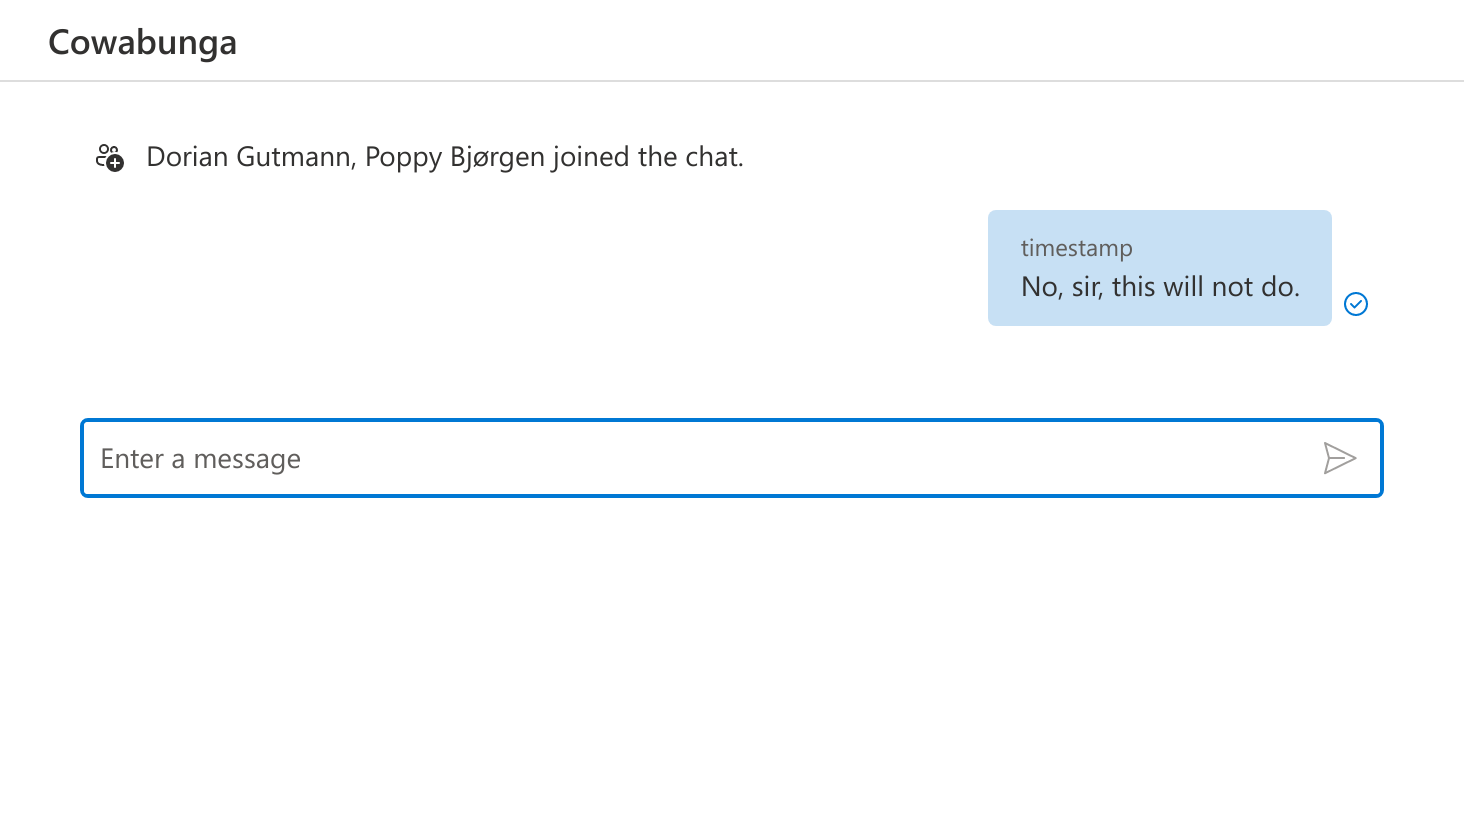 Cowabunga
Dorian Gutmann, Poppy Bjørgen joined the chat.
timestamp
No, sir, this will not do.
Enter a message